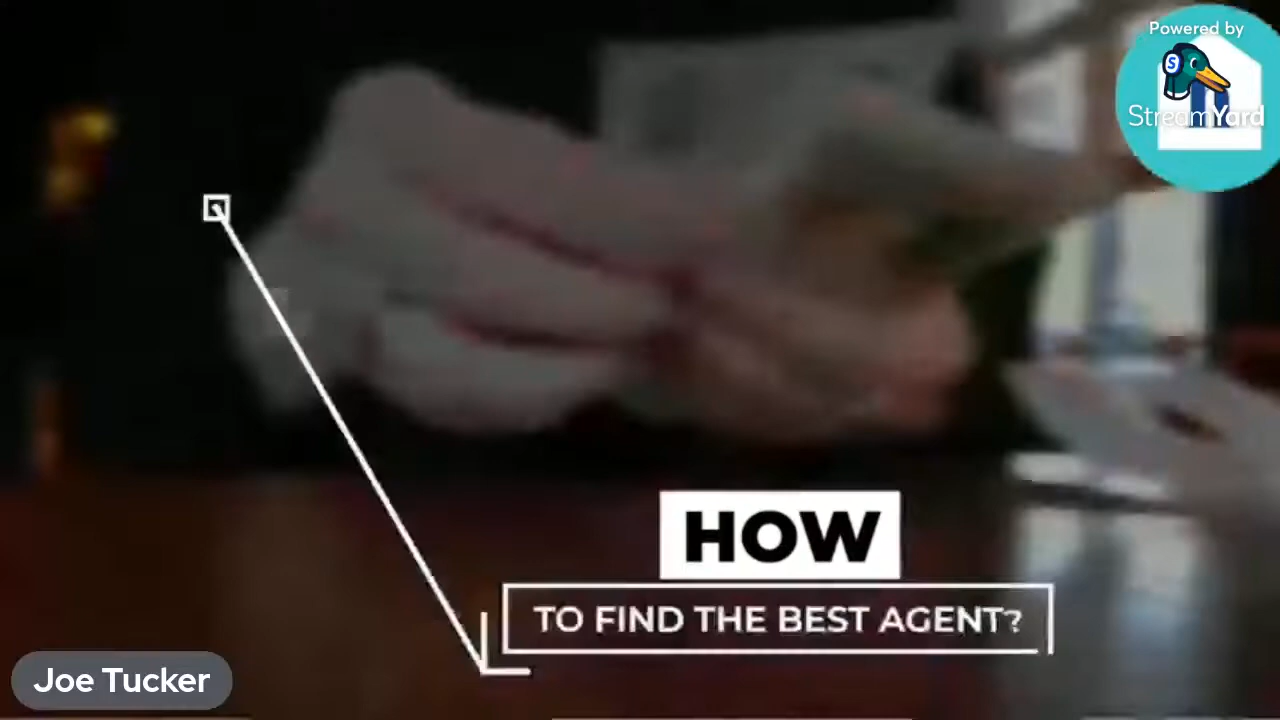 Powered by
S
StreamYard
HOW
TO FIND THE BEST AGENT?
Joe Tucker